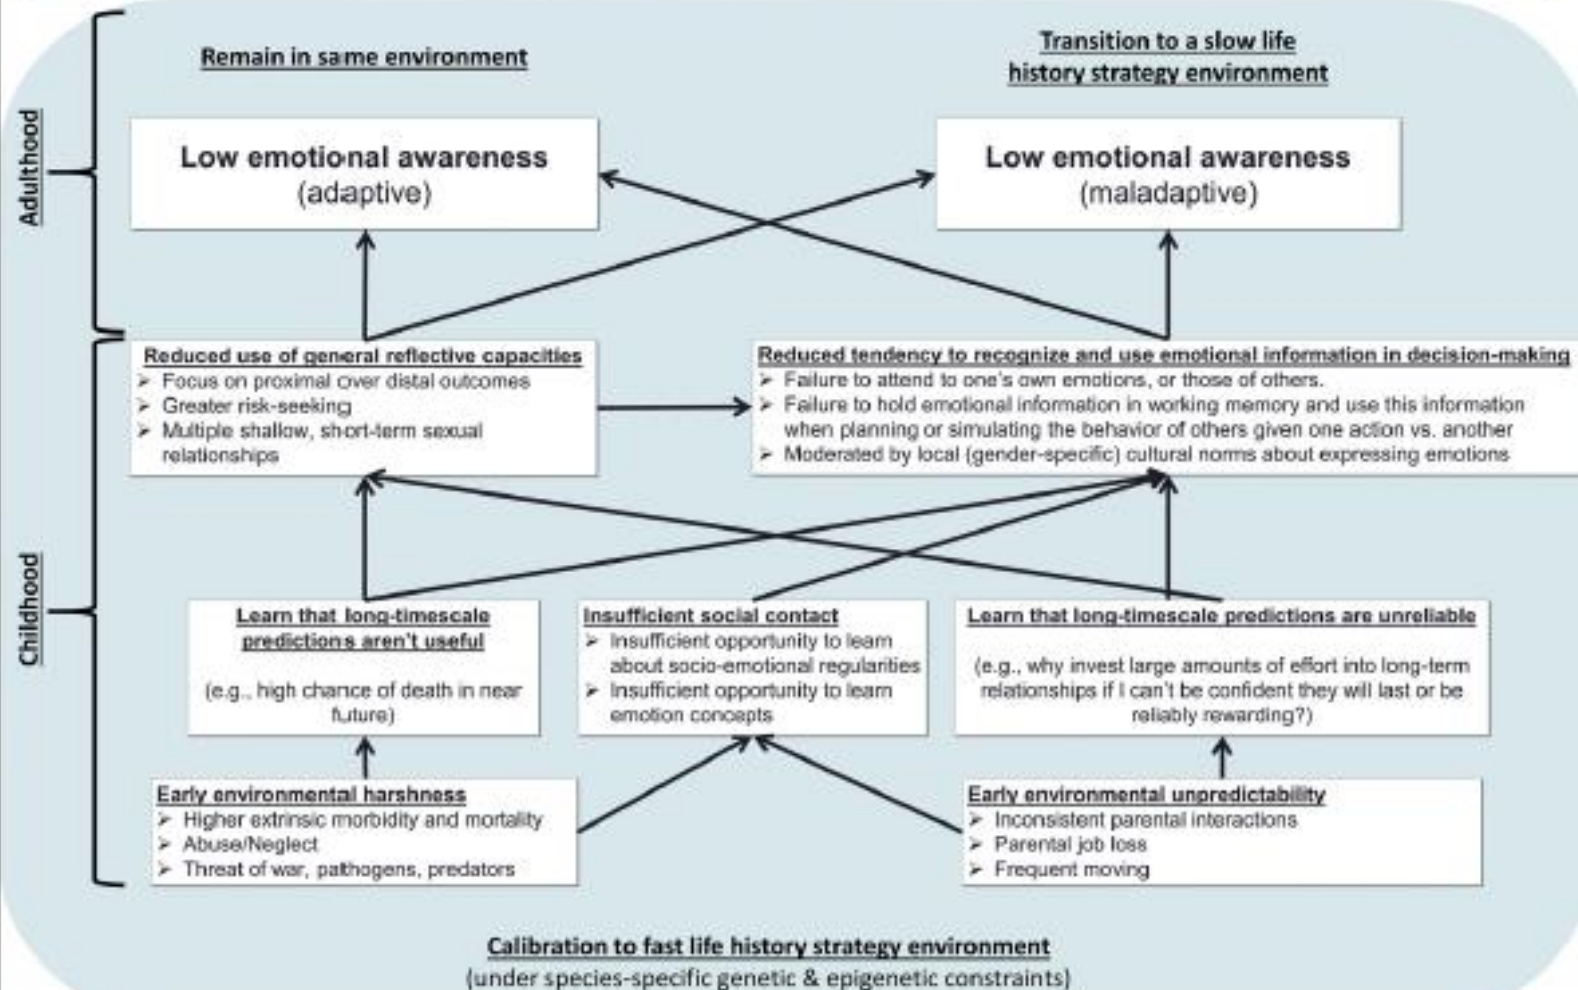 Remain in same environment
Transition to a slow life
history strategy environment
Adulthood
Low emotional awareness
(adaptive)
Low emotional awareness
(maladaptive)
Reduced use of general reflective capacities
➢ Focus on proximal over distal outcomes
➢ Greater risk-seeking
➢ Multiple shallow, short-term sexual
relationships
Reduced tendency to recognize and use emotional information in decision-making
➢ Failure to attend to one's own emotions, or those of others.
➢ Failure to hold emotional information in working memory and use this information
when planning or simulating the behavior of others given one action vs. another
➢ Moderated by local (gender-specific) cultural norms about expressing emotions
Childhood
Learn that long-timescale
predictions aren't useful
(e.g., high chance of death in near
future)
Insufficient social contact
➢ Insufficient opportunity to learn
about socio-emotional regularities
➢ Insufficient opportunity to learn
emotion concepts
Learn that long-timescale predictions are unreliable
(e.g., why invest large amounts of effort into long-term
relationships if I can't be confident they will last or be
reliably rewarding?)
Early environmental harshness
➢ Higher extrinsic morbidity and mortality
➢ Abuse/Neglect
➢ Threat of war, pathogens, predators
Early environmental unpredictability
➢ Inconsistent parental interactions
➢ Parental job loss
➢ Frequent moving
Calibration to fast life history strategy environment
(under species-specific genetic & epigenetic constraints)